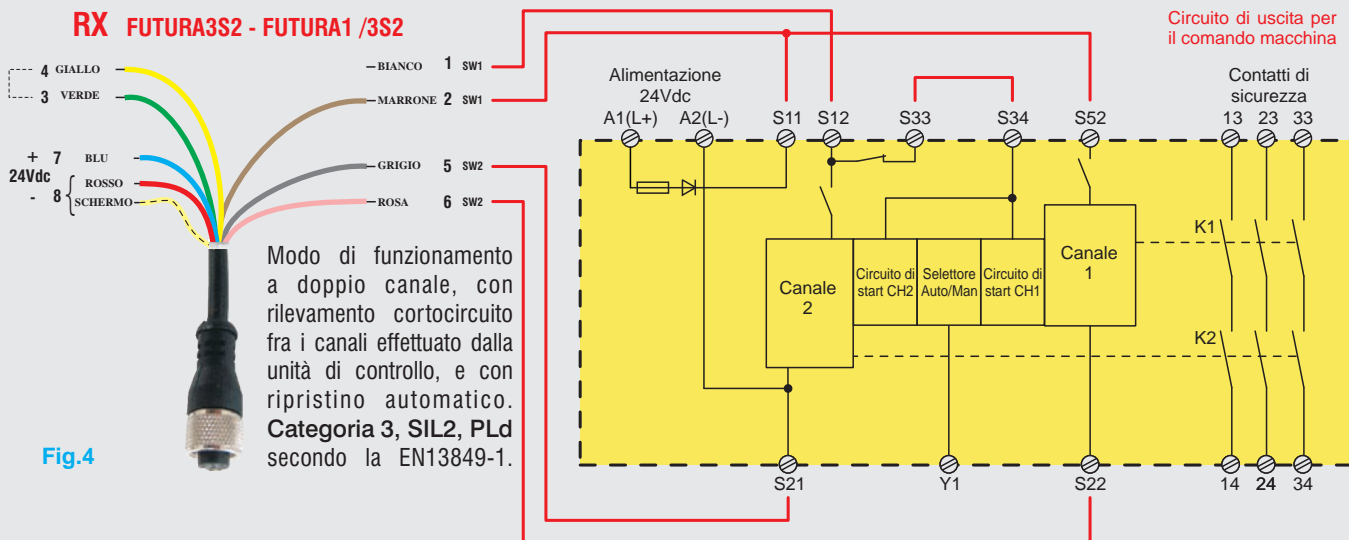 RX FUTURA3S2 - FUTURA1 /3S2
Circuito di uscita per
il comando macchina
4 GIALLO
3 VERDE
+ 7 BLU
24Vdc
ROSSO
- 8
SCHERMO
BIANCO 1 SW1
MARRONE 2 SW1
GRIGIO 5 SW2
ROSA 6 SW2
Modo di funzionamento
a doppio canale, con
rilevamento cortocircuito
fra i canali effettuato dalla
unità di controllo, e con
ripristino automatico.
Categoria 3, SIL2, PLd
secondo la EN13849-1.
Fig.4
Alimentazione
24Vdc
A1(L+) A2(L-) S11 S12 S33 S34 S52
Contatti di
sicurezza
13 23 33
K1
K2
Canale
2
Circuito di
start CH2
Selettore
Auto/Man
Circuito di
start CH1
Canale
1
S21 Y1 S22 14 24 34